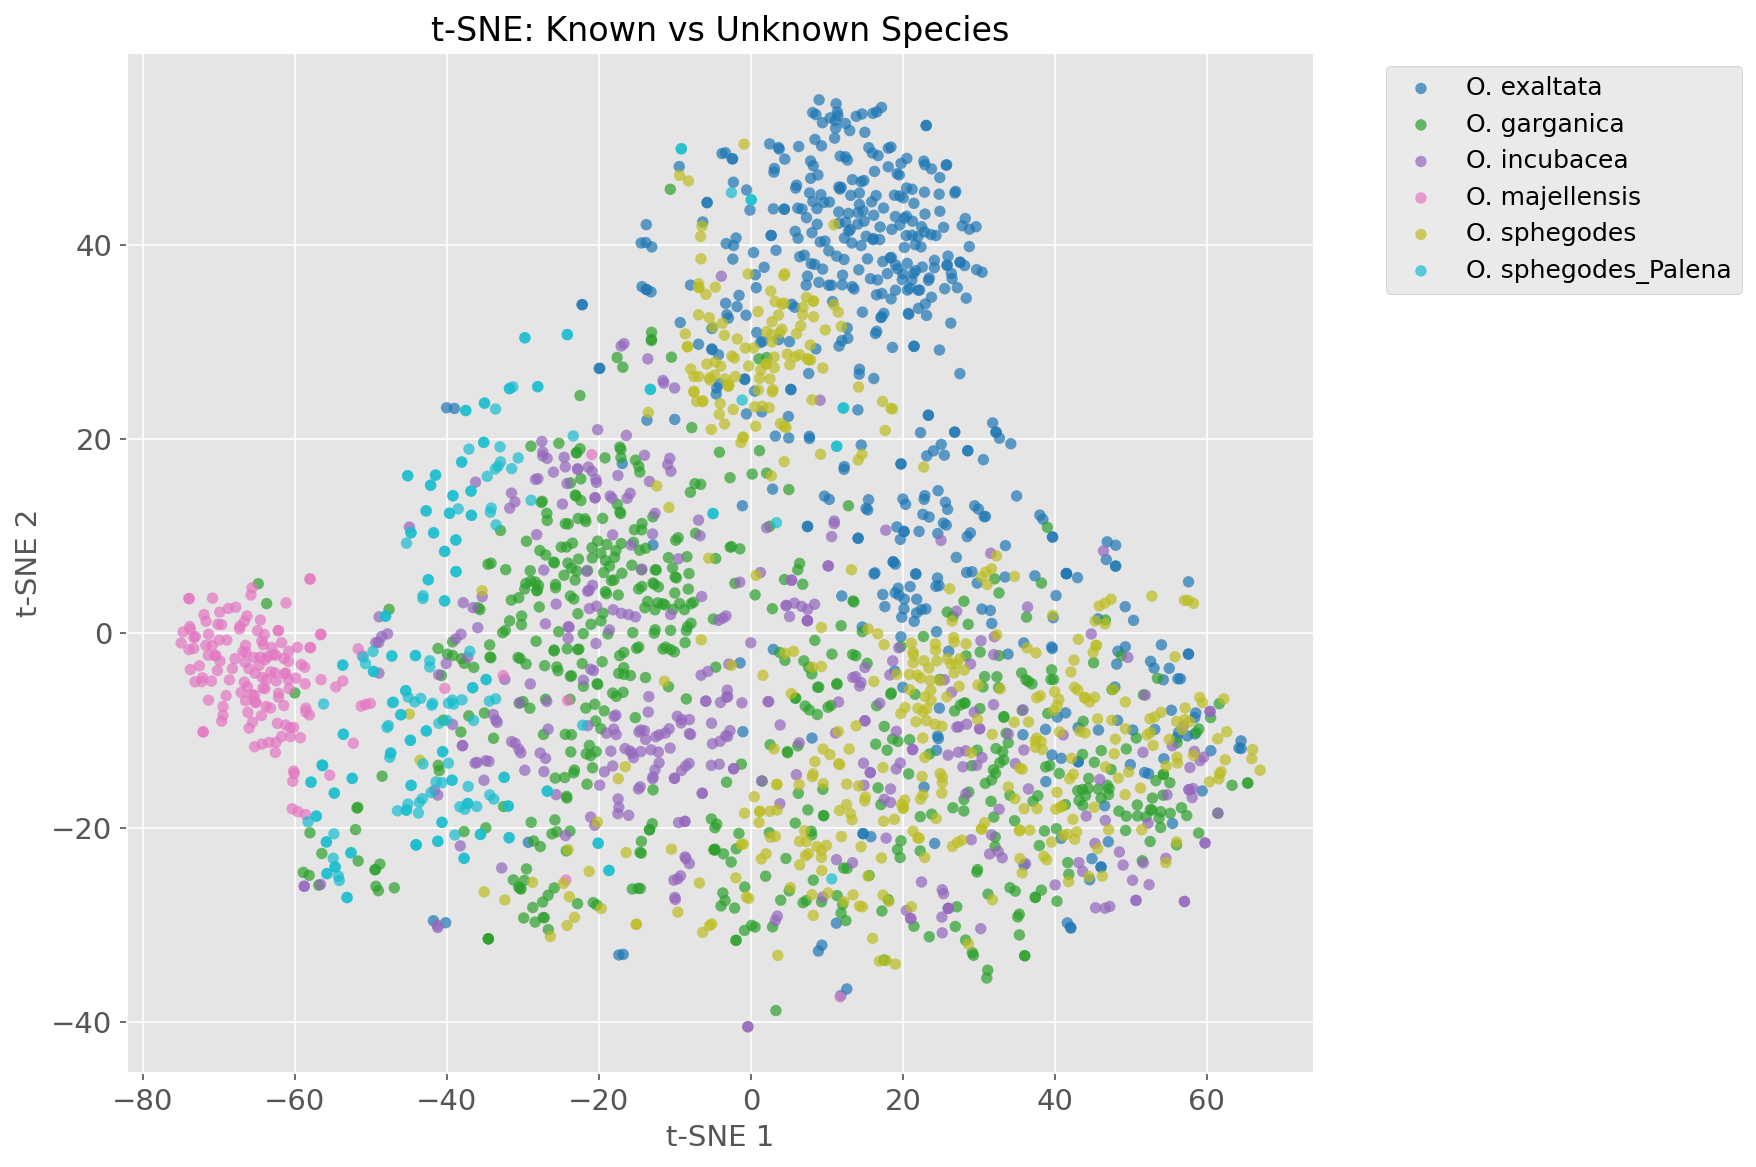 t-SNE: Known vs Unknown Species
O. exaltata
O. garganica
O. incubacea
O. majellensis
O. sphegodes
O. sphegodes_Palena
t-SNE 2
40
20
0
−20
−40
−80 −60 −40 −20 0 20 40 60
t-SNE 1